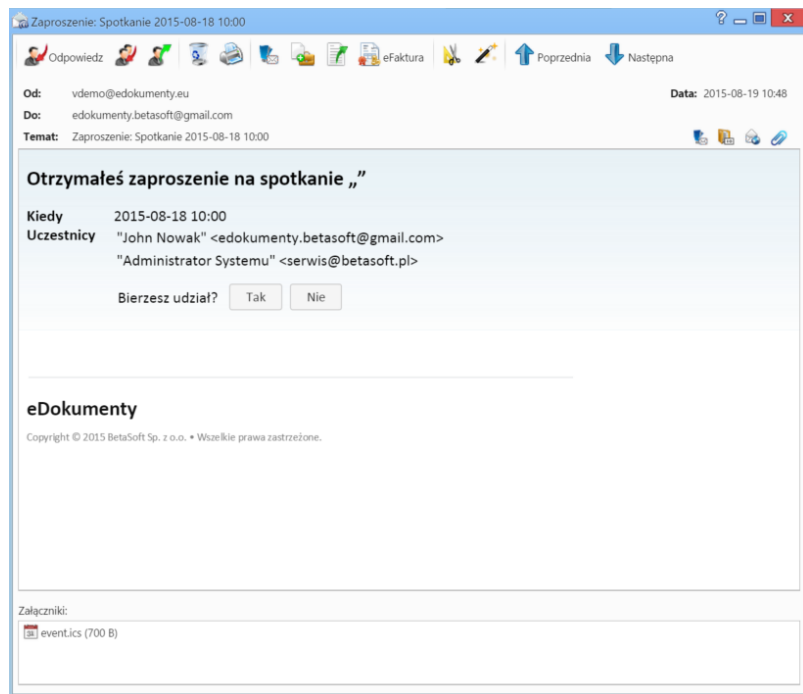 Zaproszenie: Spotkanie 2015-08-18 10:00
Odpowiedz eFaktura Poprzednia Następna
Od: vdemo@edokumenty.eu Data: 2015-08-19 10:48
Do: edokumenty.betasoft@gmail.com
Temat: Zaproszenie: Spotkanie 2015-08-18 10:00
Otrzymałeś zaproszenie na spotkanie „”
Kiedy 2015-08-18 10:00
Uczestnicy "John Nowak" <edokumenty.betasoft@gmail.com>
"Administrator Systemu" <serwis@betasoft.pl>
Bierzesz udział? Tak Nie
eDokumenty
Copyright © 2015 BetaSoft Sp. z o.o. • Wszelkie prawa zastrzeżone.
Załączniki:
event.ics (700 B)